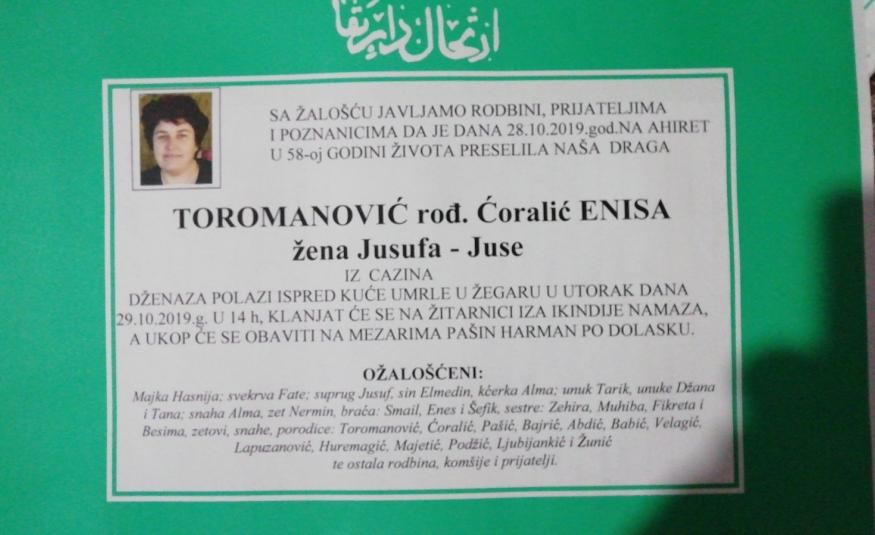 ارتحال دار بقا
SA ŽALOŠĆU JAVLJAMO RODBINI, PRIJATELJIMA
I POZNANICIMA DA JE DANA 28.10.2019.god.NA AHIRET
U 58-oj GODINI ŽIVOTA PRESELILA NAŠA DRAGA
TOROMANOVIĆ rođ. Ćoralić ENISA
žena Jusufa - Juse
IZ CAZINA
DŽENAZA POLAZI ISPRED KUĆE UMRLE U ŽEGARU U UTORAK DANA
29.10.2019.g. U 14 h, KLANJAT ĆE SE NA ŽITARNICI IZA IKINDIJE NAMAZA,
A UKOP ĆE SE OBAVITI NA MEZARIMA PAŠIN HARMAN PO DOLASKU.
OŽALOŠĆENI:
Majka Hasnija; svekrva Fate; suprug Jusuf, sin Elmedin, kćerka Alma; unuk Tarik, unuke Džana
i Tana; snaha Alma, zet Nermin, braća: Smail, Enes i Šefik, sestre: Zehira, Muhiba, Fikreta i
Besima, zetovi, snahe, porodice: Toromanović, Ćoralić, Pašić, Bajrić, Abdić, Babić, Velagić,
Lapuzanović, Huremagić, Majetić, Podžić, Ljubijankić i Žunić
te ostala rodbina, komšije i prijatelji.